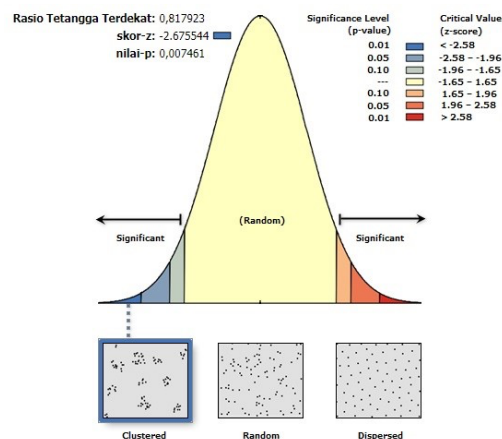 Rasio Tetangga Terdekat: 0,817923
skor-z: -2.675544
nilai-p: 0,007461
Significance Level
(p-value)
Critical Value
(z-score)
0.01 < -2.58
0.05 -2.58 – -1.96
0.10 -1.96 – -1.65
--- -1.65 – 1.65
0.10 1.65 – 1.96
0.05 1.96 – 2.58
0.01 > 2.58
(Random)
Significant
Significant
Clustered
Random
Dispersed